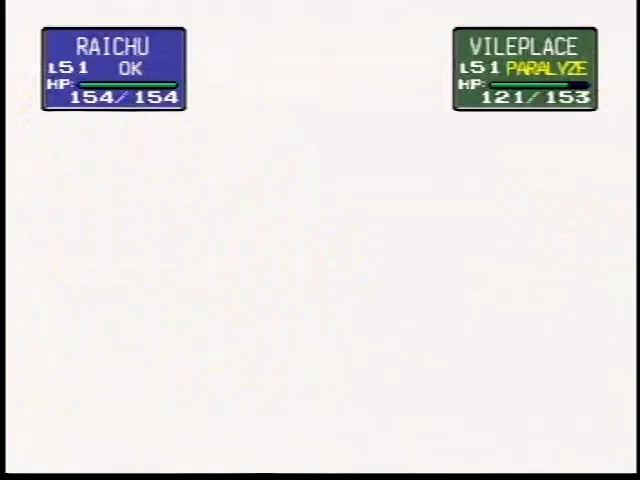 RAICHU
L51 OK
HP:
154/154
VILEPLACE
L51 PARALYZE
HP:
121/153